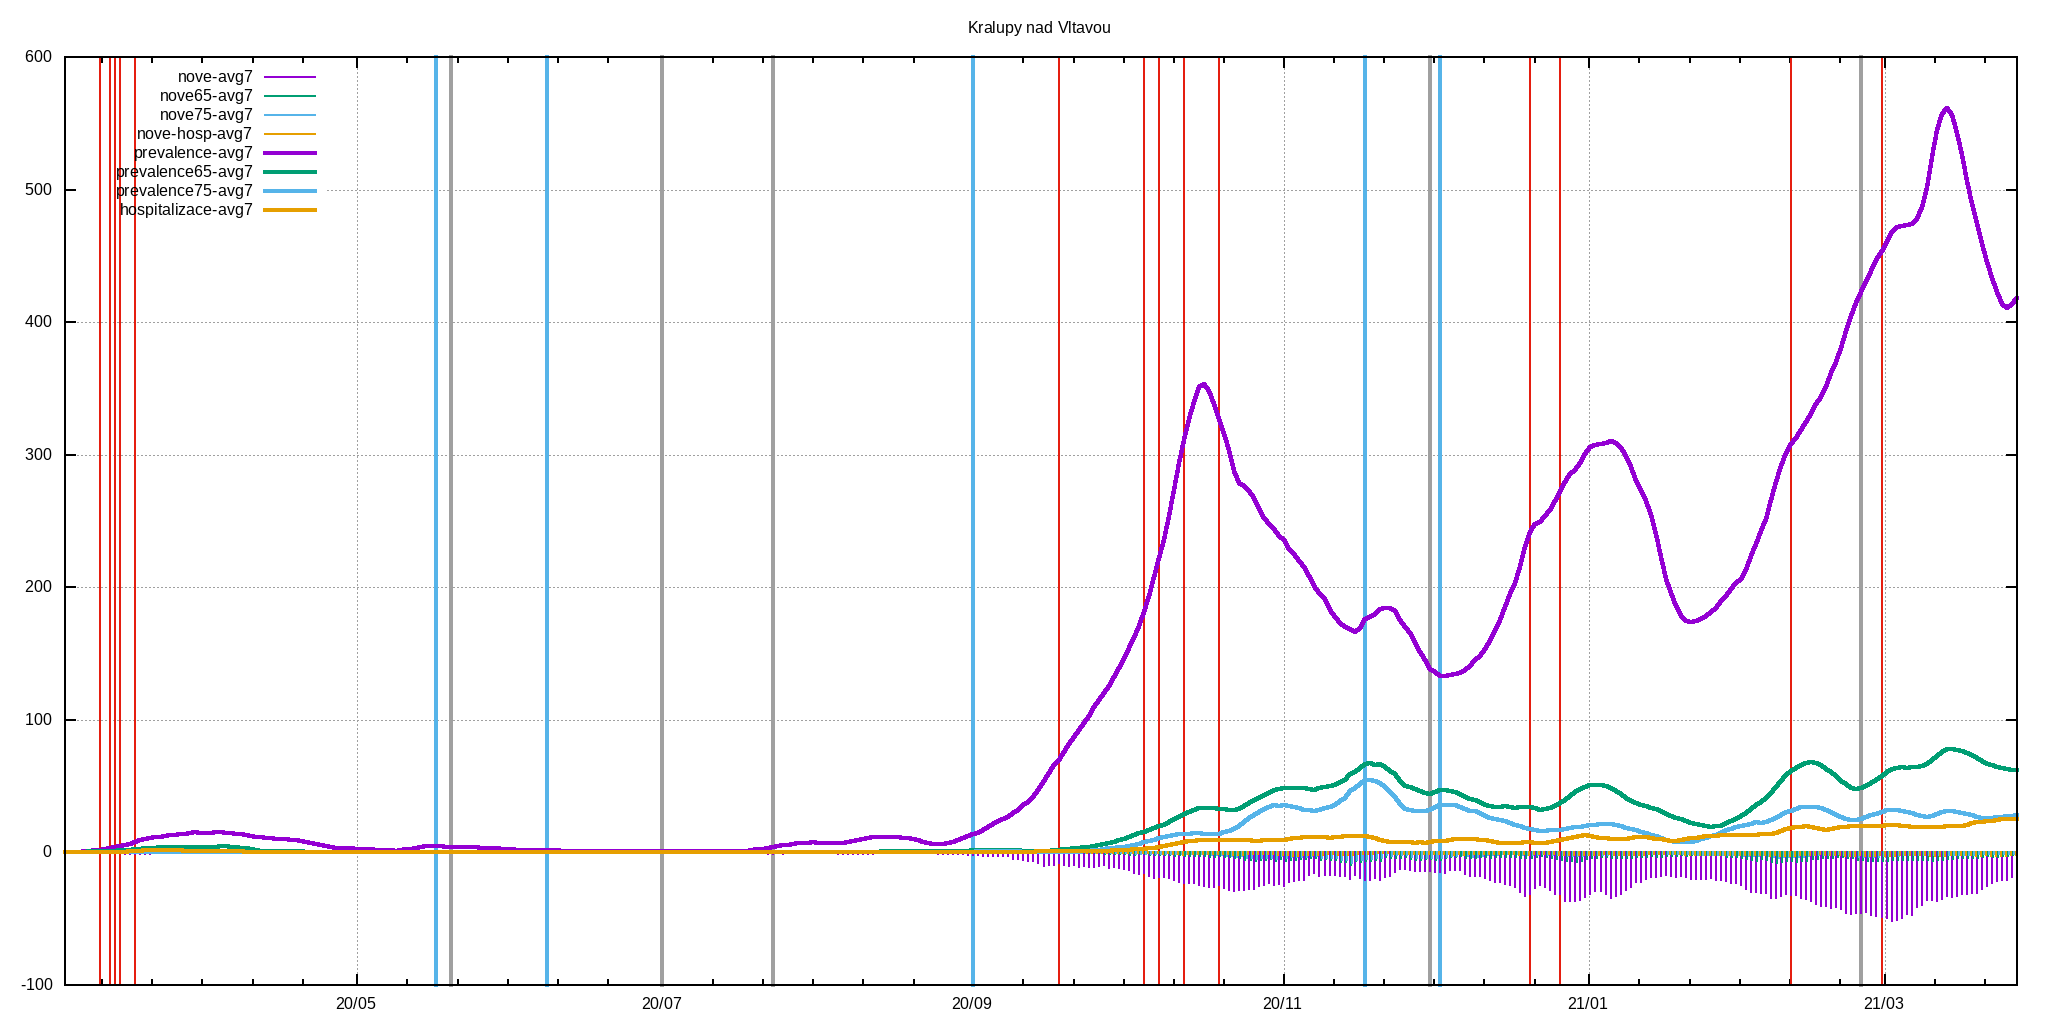 Kralupy nad Vltavou
600
500
400
300
200
100
0
-100
nove-avg7
nove65-avg7
nove75-avg7
nove-hosp-avg7
prevalence-avg7
prevalence65-avg7
prevalence75-avg7
hospitalizace-avg7
20/05
20/07
20/09
20/11
21/01
21/03